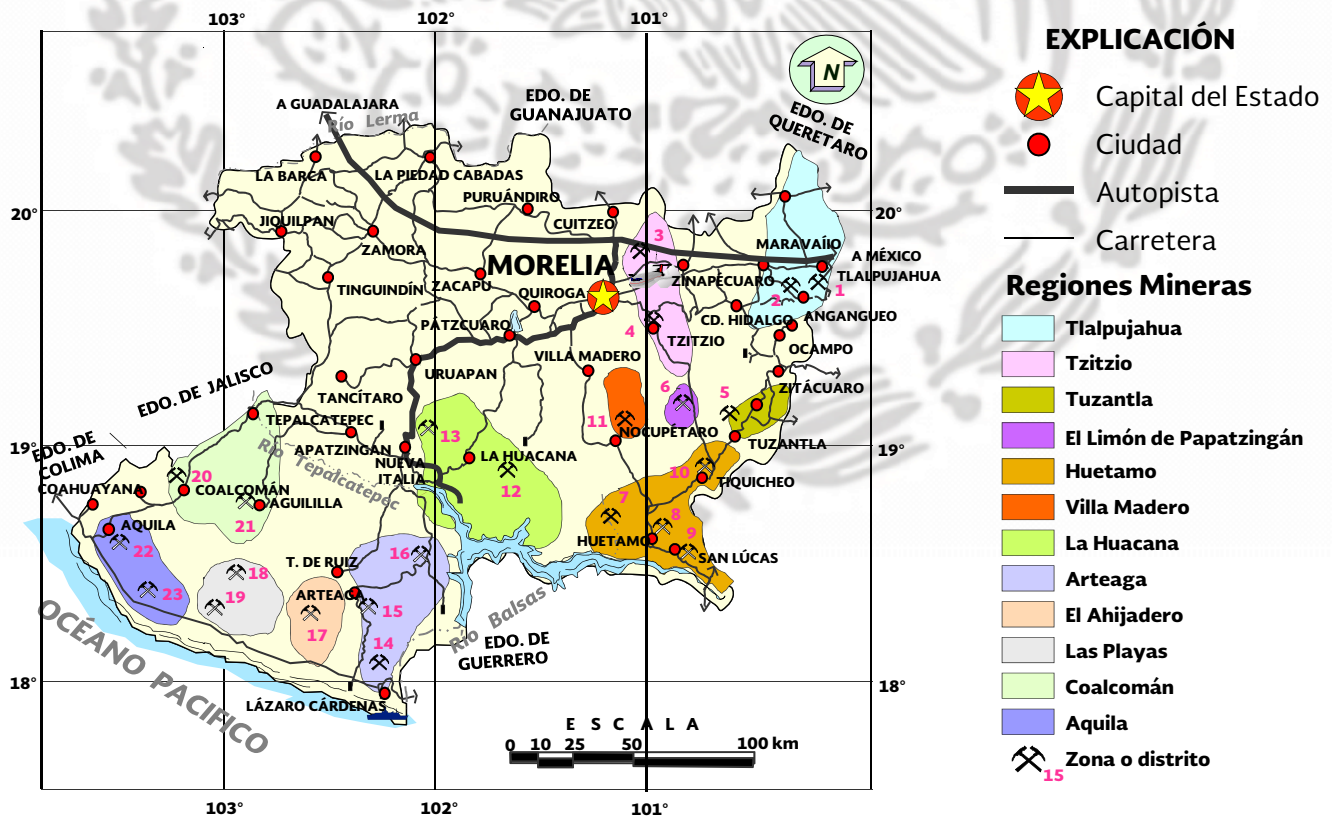 103°
102°
101°
A GUADALAJARA
Río Lerma
EDO. DE
GUANAJUATO
N
EDO. DE
QUERETARO
LA BARCA
LA PIEDAD CABADAS
PURUÁNDIRO
CUITZEO
20°
20°
JIQUILPAN
ZAMORA
3
MARAVAÍIO
A MÉXICO
MORELIA
TLALPUJAHUA
TINGUINDÍN
ZACAPU
QUIROGA
ZINAPÉCUARO
2
1
PÁTZCUARO
4
TZITZIO
CD. HIDALGO
ANGANGUEO
OCAMPO
VILLA MADERO
URUAPAN
EDO. DE JALISCO
TANCÍTARO
6
5
ZITÁCUARO
TEPALCATEPEC
11
NOCUPÉTARO
TUZANTLA
13
19°
19°
EDO. DE
COLIMA
Río Tepalcatepec
APATZINGÁN
NUEVA
ITALIA
LA HUACANA
12
10
TIQUICHEO
20
COAHUAYANA
COALCOMÁN
AGUILILLA
21
7
8
9
AQUILA
22
HUETAMO
SAN LÚCAS
16
T. DE RUIZ
18
23
19
ARTEAGA
15
17
14
Río Balsas
EDO. DE
GUERRERO
OCÉANO PACIFICO
18°
18°
LÁZARO CÁRDENAS
E S C A L A
0 10 25 50 100 km
103°
102°
101°
EXPLICACIÓN
Capital del Estado
Ciudad
Autopista
Carretera
Regiones Mineras
Tlalpujahua
Tzitzio
Tuzantla
El Limón de Papatzingán
Huetamo
Villa Madero
La Huacana
Arteaga
El Ahijadero
Las Playas
Coalcomán
Aquila
Zona o distrito
15